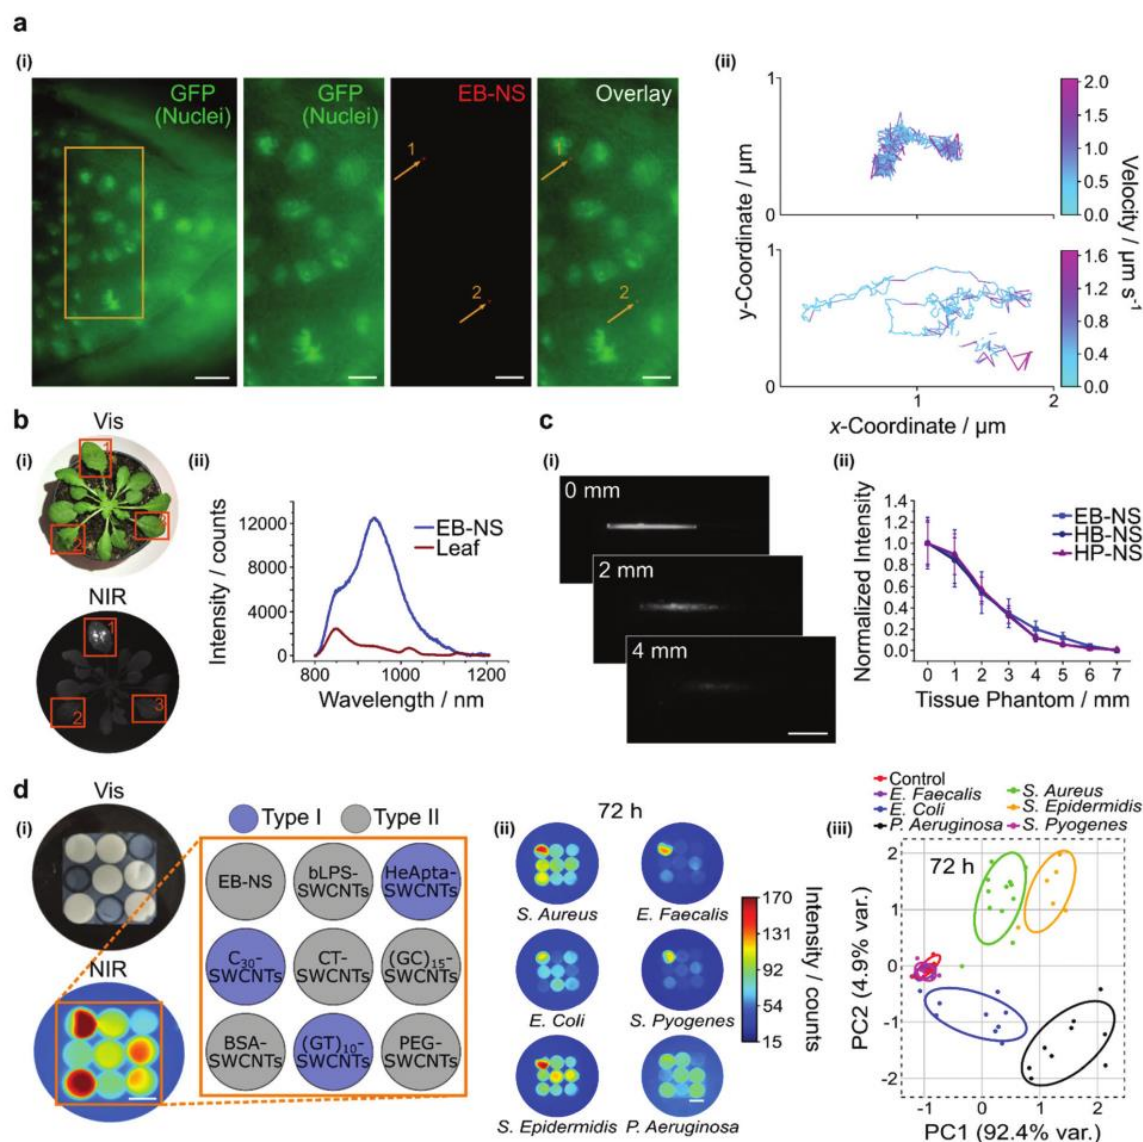 a
(i)
GFP
(Nuclei)
GFP
(Nuclei)
EB-NS
Overlay
1
2
1
2
(ii)
1
0
1
0
1
2
y-Coordinate / µm
x-Coordinate / µm
2.0
1.5
1.0
0.5
0.0
1.6
1.2
0.8
0.4
0.0
Velocity / µm s⁻¹
b
Vis
(i)
1
2
3
NIR
1
2
3
(ii)
12000
8000
4000
0
Intensity / counts
EB-NS
Leaf
800
1000
1200
Wavelength / nm
c
(i)
0 mm
2 mm
4 mm
(ii)
1.4
1.2
1.0
0.8
0.6
0.4
0.2
0.0
Normalized Intensity
EB-NS
HB-NS
HP-NS
0 1 2 3 4 5 6 7
Tissue Phantom / mm
d
Vis
(i)
NIR
Type I
Type II
EB-NS
bLPS-
SWCNTs
HeApta-
SWCNTs
C₃₀-
SWCNTs
CT-
SWCNTs
(GC)₁₅-
SWCNTs
BSA-
SWCNTs
(GT)₁₀-
SWCNTs
PEG-
SWCNTs
(ii)
72 h
S. Aureus
E. Faecalis
E. Coli
S. Pyogenes
S. Epidermidis
P. Aeruginosa
170
131
92
54
15
Intensity / counts
Control
E. Faecalis
E. Coli
P. Aeruginosa
S. Aureus
S. Epidermidis
S. Pyogenes
(iii)
72 h
2
1
0
-1
-2
PC2 (4.9% var.)
-1 0 1 2
PC1 (92.4% var.)